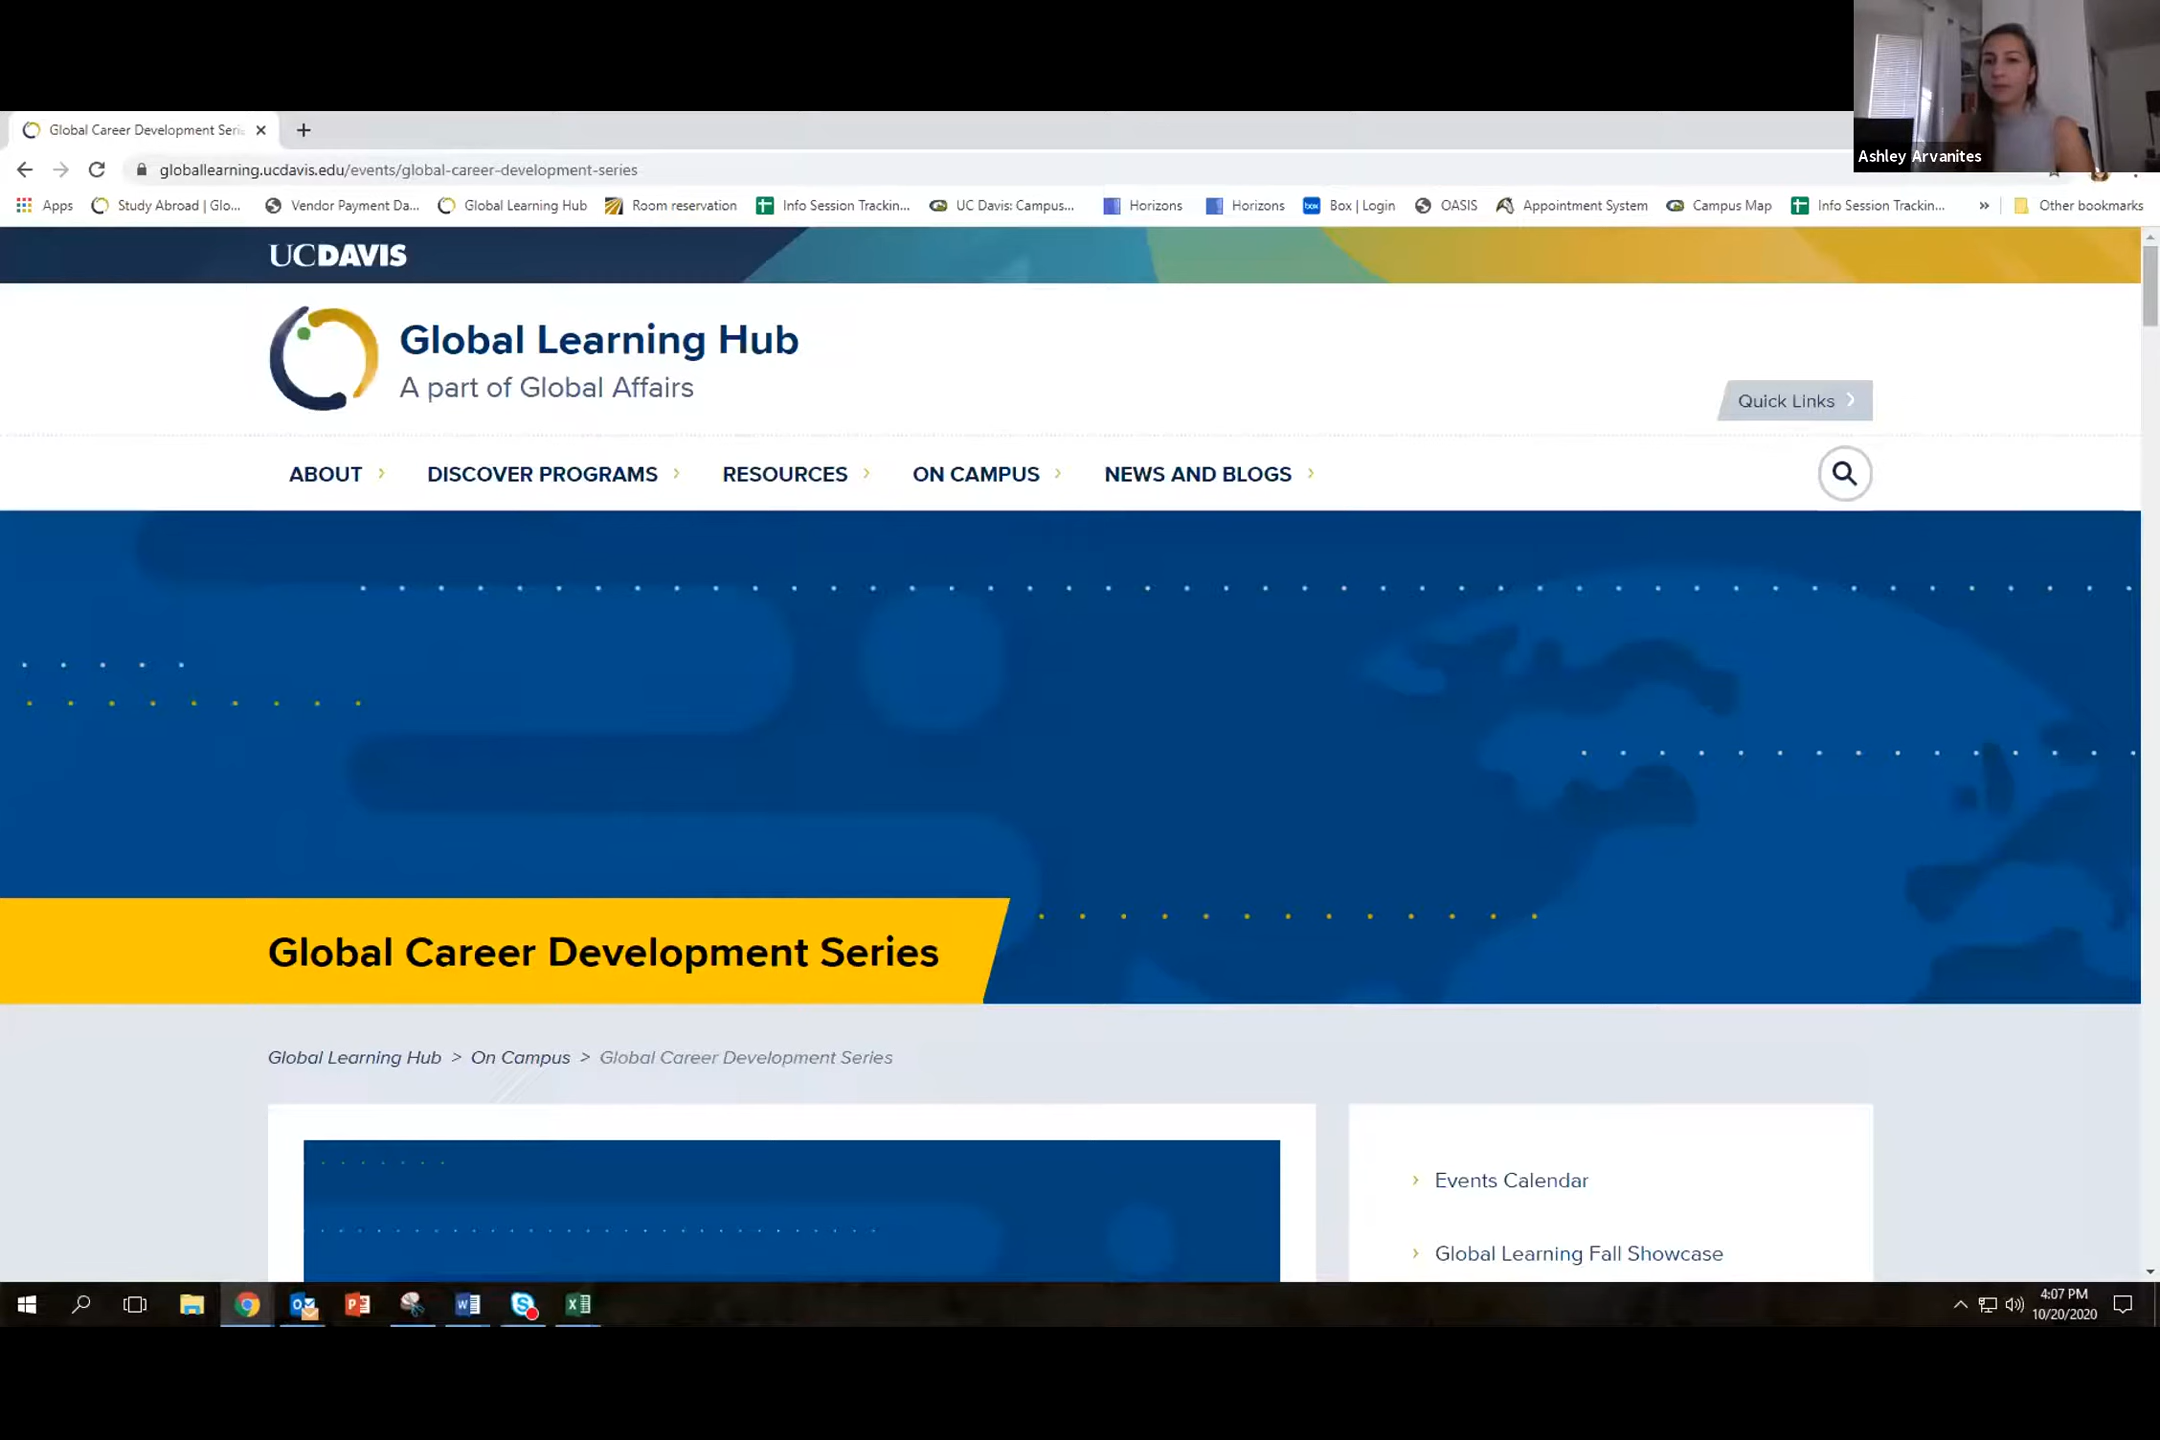 Ashley Arvanites
Global Career Development Seri
globallearning.ucdavis.edu/events/global-career-development-series
Apps Study Abroad | Glo... Vendor Payment Da... Global Learning Hub Room reservation Info Session Trackin... UC Davis: Campus... Horizons Horizons Box | Login OASIS Appointment System Campus Map Info Session Trackin... » Other bookmarks
UCDAVIS
Global Learning Hub
A part of Global Affairs
Quick Links
ABOUT DISCOVER PROGRAMS RESOURCES ON CAMPUS NEWS AND BLOGS
Global Career Development Series
Global Learning Hub > On Campus > Global Career Development Series
Events Calendar
Global Learning Fall Showcase
4:07 PM
10/20/2020